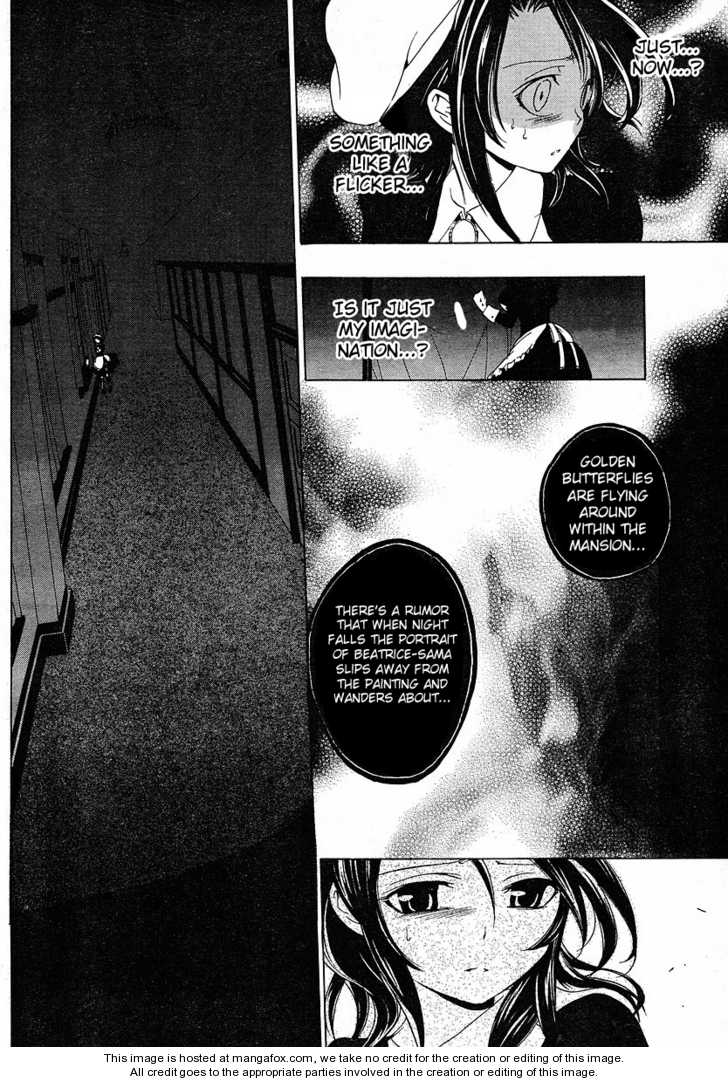 JUST...
NOW...?
SOMETHING
LIKE A
FLICKER...
IS IT JUST
MY IMAGI-
NATION...?
GOLDEN
BUTTERFLIES
ARE FLYING
AROUND
WITHIN THE
MANSION...
THERE'S A RUMOR
THAT WHEN NIGHT
FALLS THE PORTRAIT
OF BEATRICE-SAMA
SLIPS AWAY FROM
THE PAINTING AND
WANDERS ABOUT...
This image is hosted at mangafox.com, we take no credit for the creation or editing of this image.
All credit goes to the appropriate parties involved in the creation or editing of this image.